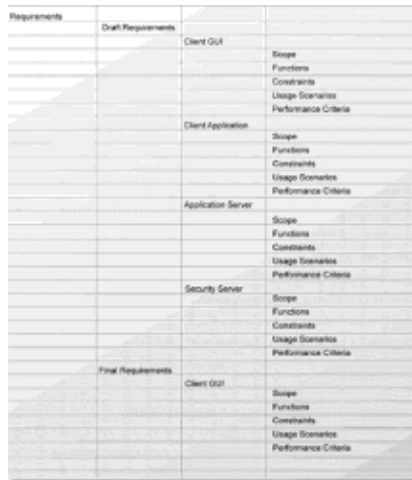 Requirements
Draft Requirements
Client GUI
Scope
Functions
Constraints
Usage Scenarios
Performance Criteria
Client Application
Scope
Functions
Constraints
Usage Scenarios
Performance Criteria
Application Server
Scope
Functions
Constraints
Usage Scenarios
Performance Criteria
Security Server
Scope
Functions
Constraints
Usage Scenarios
Performance Criteria
Final Requirements
Client GUI
Scope
Functions
Constraints
Usage Scenarios
Performance Criteria